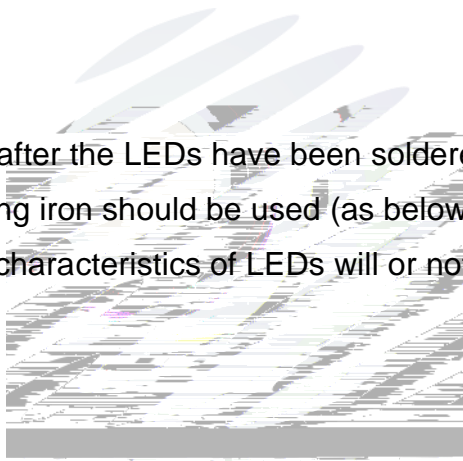 after the LEDs have been soldere
ng iron should be used (as below
characteristics of LEDs will or no